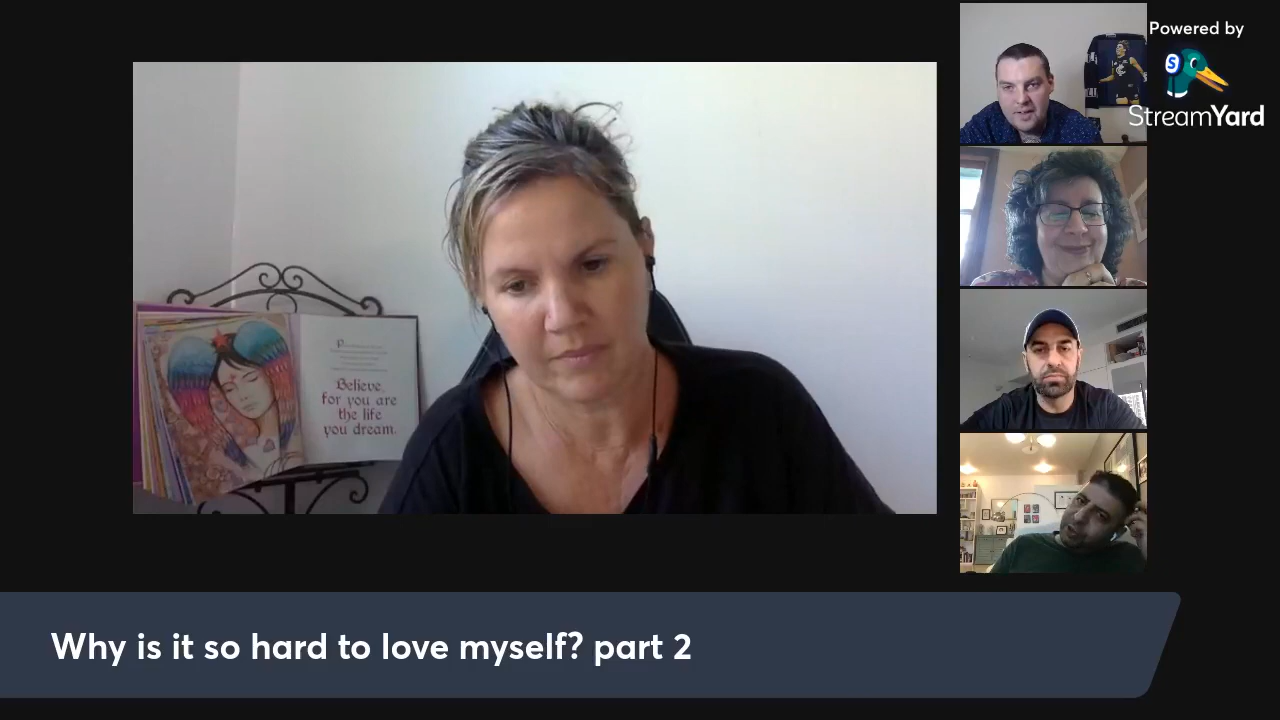 Powered by
S
StreamYard
Believe,
for you are
the life
you dream.
Why is it so hard to love myself? part 2